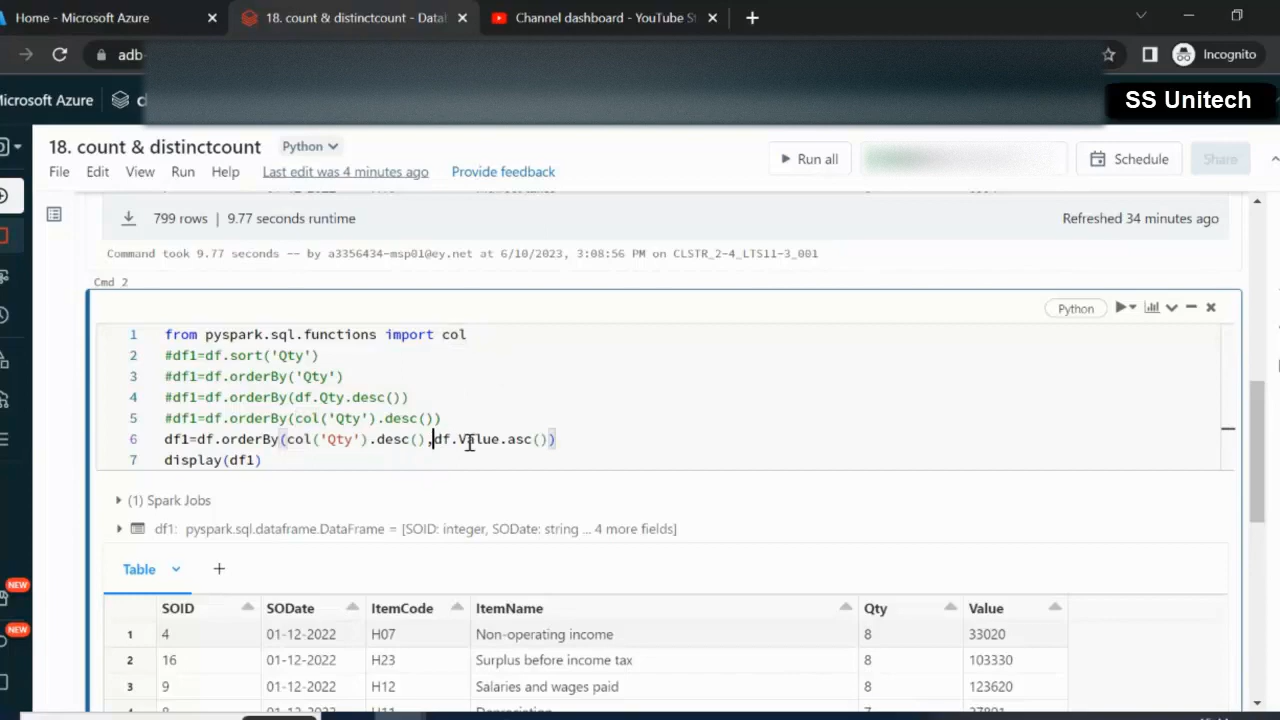 Home - Microsoft Azure
18. count & distinctcount - Datal
Channel dashboard - YouTube St
adb-
Incognito
Microsoft Azure
SS Unitech
18. count & distinctcount
Python
Run all
Schedule
Share
File Edit View Run Help Last edit was 4 minutes ago Provide feedback
799 rows | 9.77 seconds runtime
Refreshed 34 minutes ago
Command took 9.77 seconds -- by a3356434-msp01@ey.net at 6/10/2023, 3:08:56 PM on CLSTR_2-4_LTS11-3_001
Cmd 2
Python
1 from pyspark.sql.functions import col
2 #df1=df.sort('Qty')
3 #df1=df.orderBy('Qty')
4 #df1=df.orderBy(df.Qty.desc())
5 #df1=df.orderBy(col('Qty').desc())
6 df1=df.orderBy(col('Qty').desc(),df.Value.asc())
7 display(df1)
(1) Spark Jobs
df1: pyspark.sql.dataframe.DataFrame = [SOID: integer, SODate: string ... 4 more fields]
Table
SOID SODate ItemCode ItemName Qty Value
1 4 01-12-2022 H07 Non-operating income 8 33020
2 16 01-12-2022 H23 Surplus before income tax 8 103330
3 9 01-12-2022 H12 Salaries and wages paid 8 123620
NEW
NEW